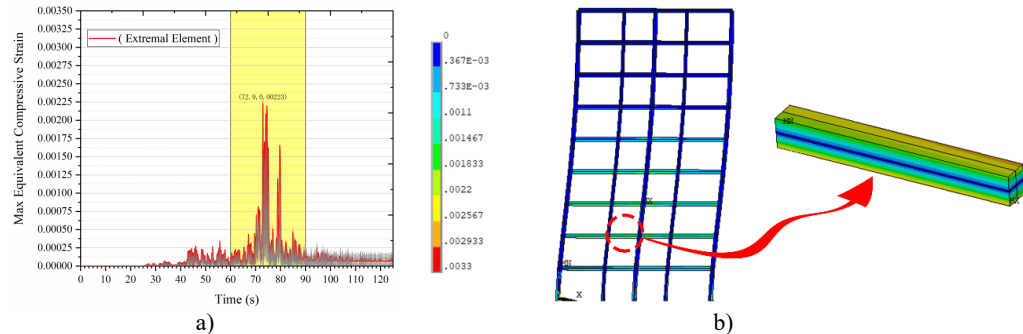 0.00350
0.00325
0.00300
0.00275
0.00250
0.00225
0.00200
0.00175
0.00150
0.00125
0.00100
0.00075
0.00050
0.00025
0.00000
Max Equivalent Compressive Strain
( Extremal Element )
(72.9,0.00223)
0 10 20 30 40 50 60 70 80 90 100 110 120
Time (s)
a)
0
.367E-03
.733E-03
.0011
.001467
.001833
.0022
.002567
.002933
.0033
MX
MN
X
MN
MX
b)